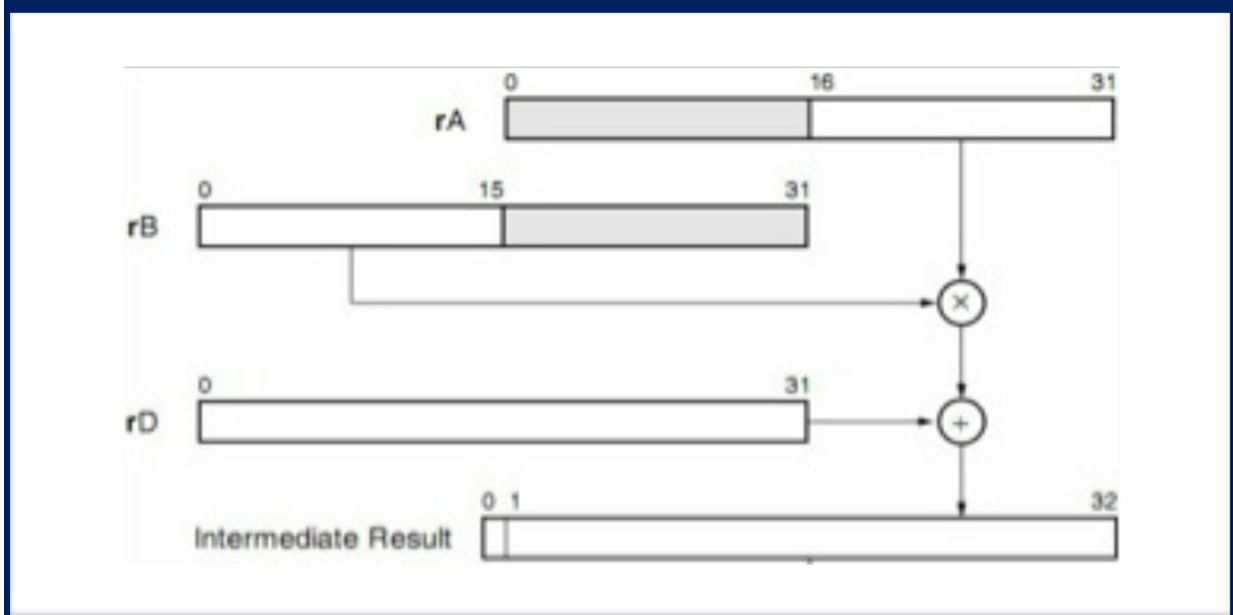 0 16 31
rA
0 15 31
rB
×
0 31
rD
+
0 1 32
Intermediate Result